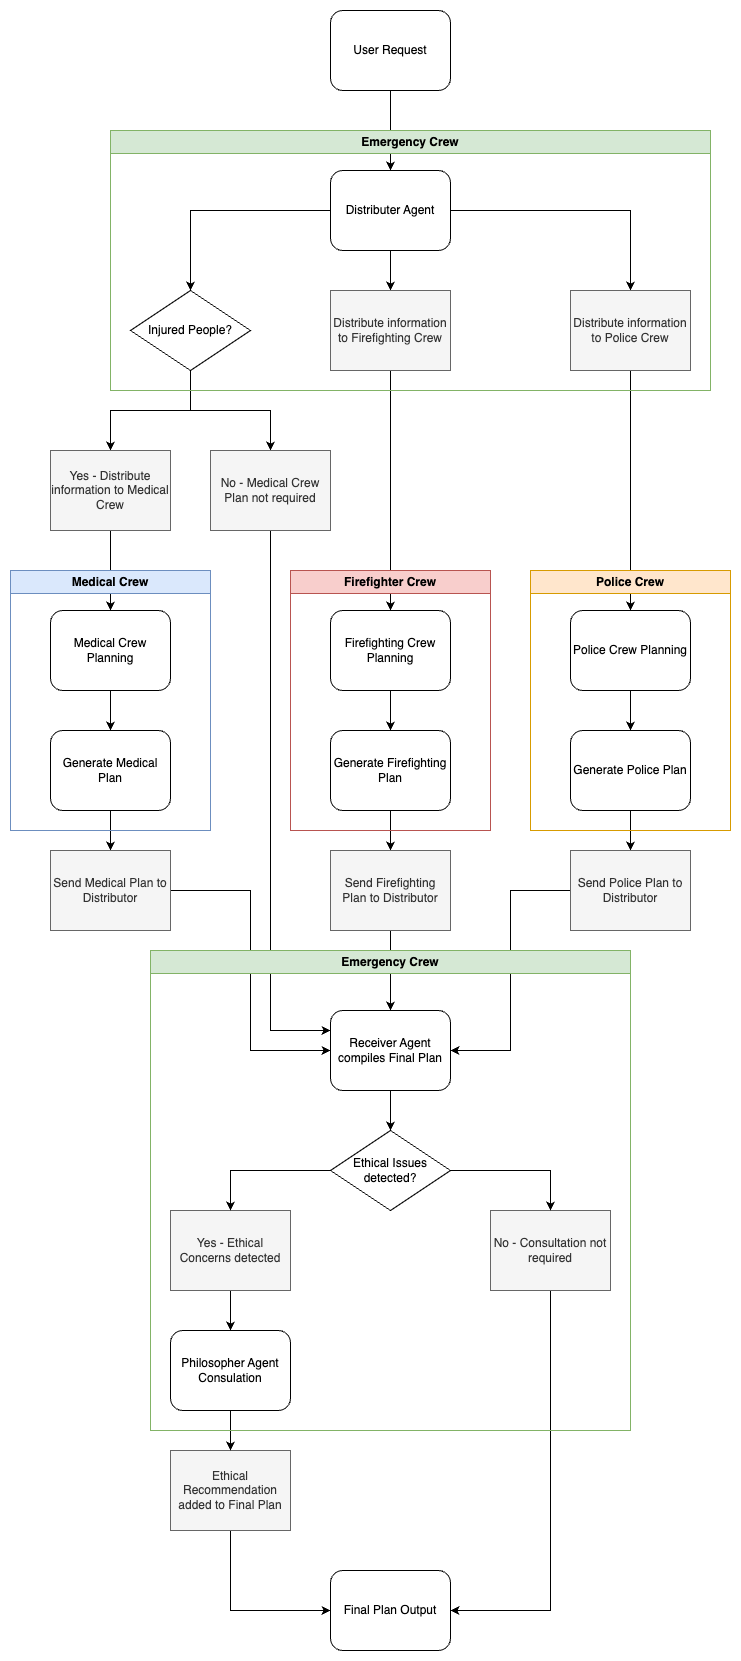 User Request
Emergency Crew
Distributer Agent
Injured People?
Distribute information
to Firefighting Crew
Distribute information
to Police Crew
Yes - Distribute
information to Medical
Crew
No - Medical Crew
Plan not required
Medical Crew
Firefighter Crew
Police Crew
Medical Crew
Planning
Firefighting Crew
Planning
Police Crew Planning
Generate Medical
Plan
Generate Firefighting
Plan
Generate Police Plan
Send Medical Plan to
Distributor
Send Firefighting
Plan to Distributor
Send Police Plan to
Distributor
Emergency Crew
Receiver Agent
compiles Final Plan
Ethical Issues
detected?
Yes - Ethical
Concerns detected
No - Consultation not
required
Philosopher Agent
Consulation
Ethical
Recommendation
added to Final Plan
Final Plan Output